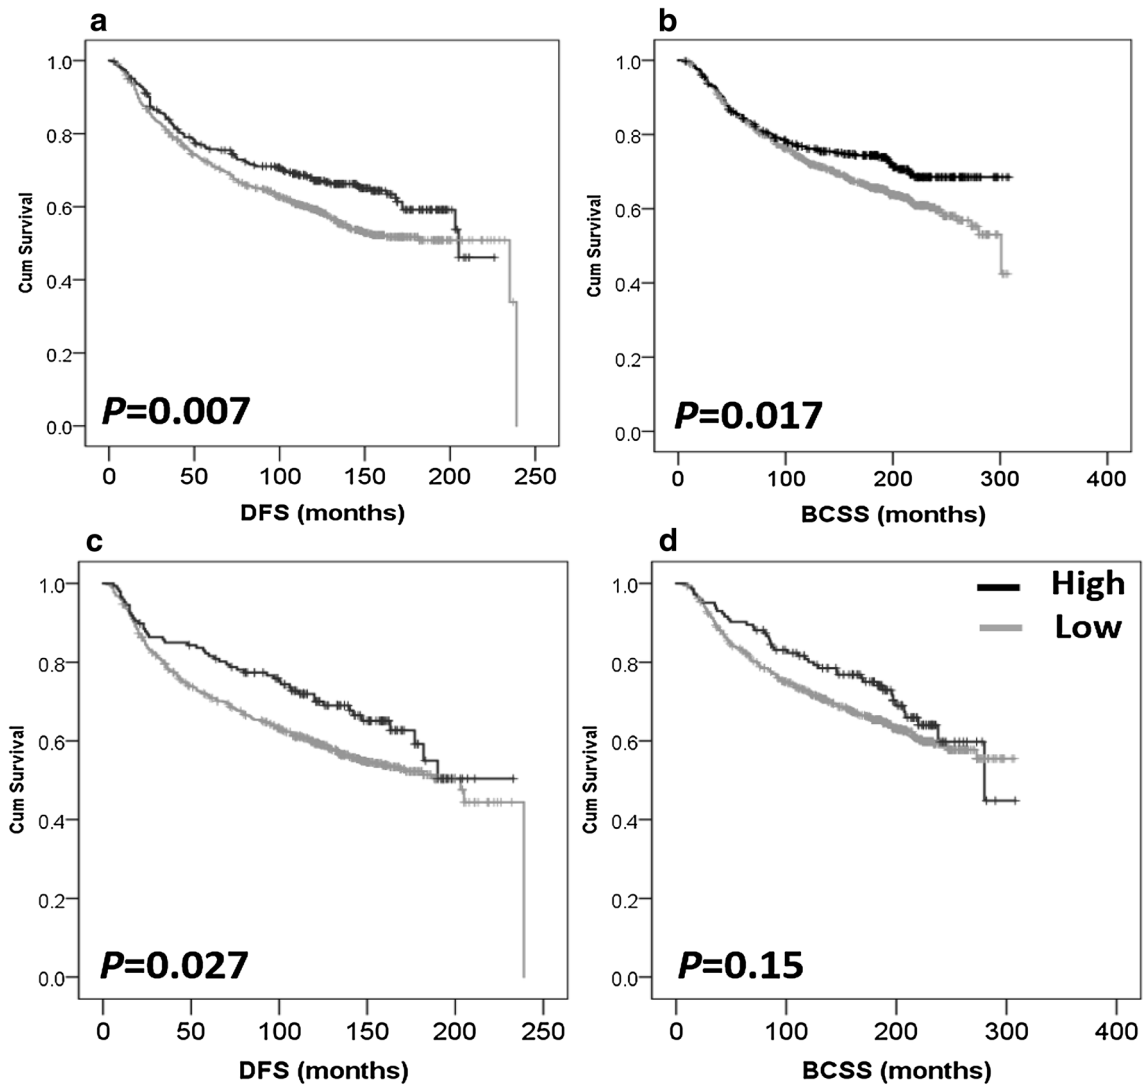 a
1.0
0.8
0.6
0.4
0.2
0.0
Cum Survival
P=0.007
0 50 100 150 200 250
DFS (months)
b
1.0
0.8
0.6
0.4
0.2
0.0
Cum Survival
P=0.017
0 100 200 300 400
BCSS (months)
c
1.0
0.8
0.6
0.4
0.2
0.0
Cum Survival
P=0.027
0 50 100 150 200 250
DFS (months)
d
High
Low
1.0
0.8
0.6
0.4
0.2
0.0
Cum Survival
P=0.15
0 100 200 300 400
BCSS (months)